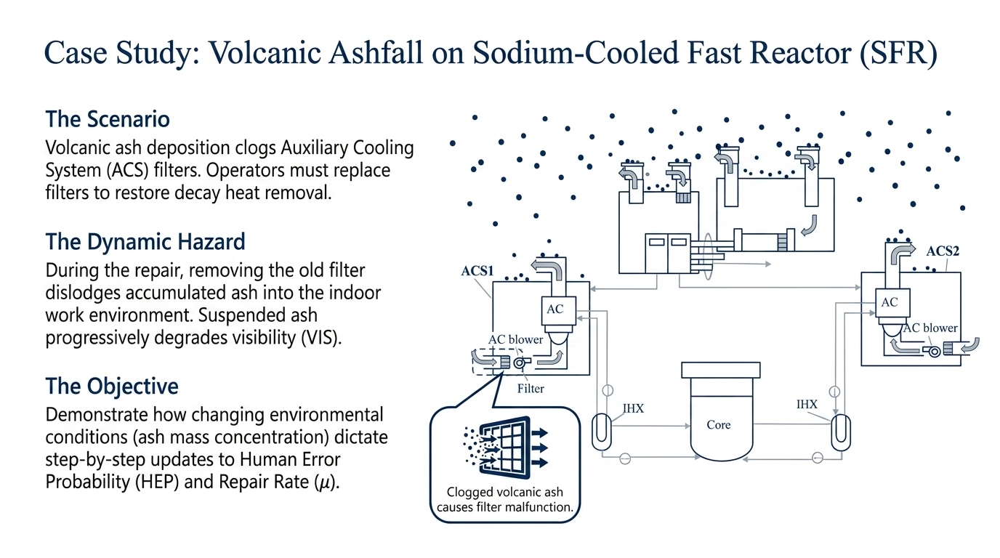 Case Study: Volcanic Ashfall on Sodium-Cooled Fast Reactor (SFR)
The Scenario
Volcanic ash deposition clogs Auxiliary Cooling
System (ACS) filters. Operators must replace
filters to restore decay heat removal.
The Dynamic Hazard
During the repair, removing the old filter
dislodges accumulated ash into the indoor
work environment. Suspended ash
progressively degrades visibility (VIS).
The Objective
Demonstrate how changing environmental
conditions (ash mass concentration) dictate
step-by-step updates to Human Error
Probability (HEP) and Repair Rate (μ).
ACS1
AC
AC blower
Filter
ACS2
AC
AC blower
IHX
Core
IHX
Clogged volcanic ash
causes filter malfunction.